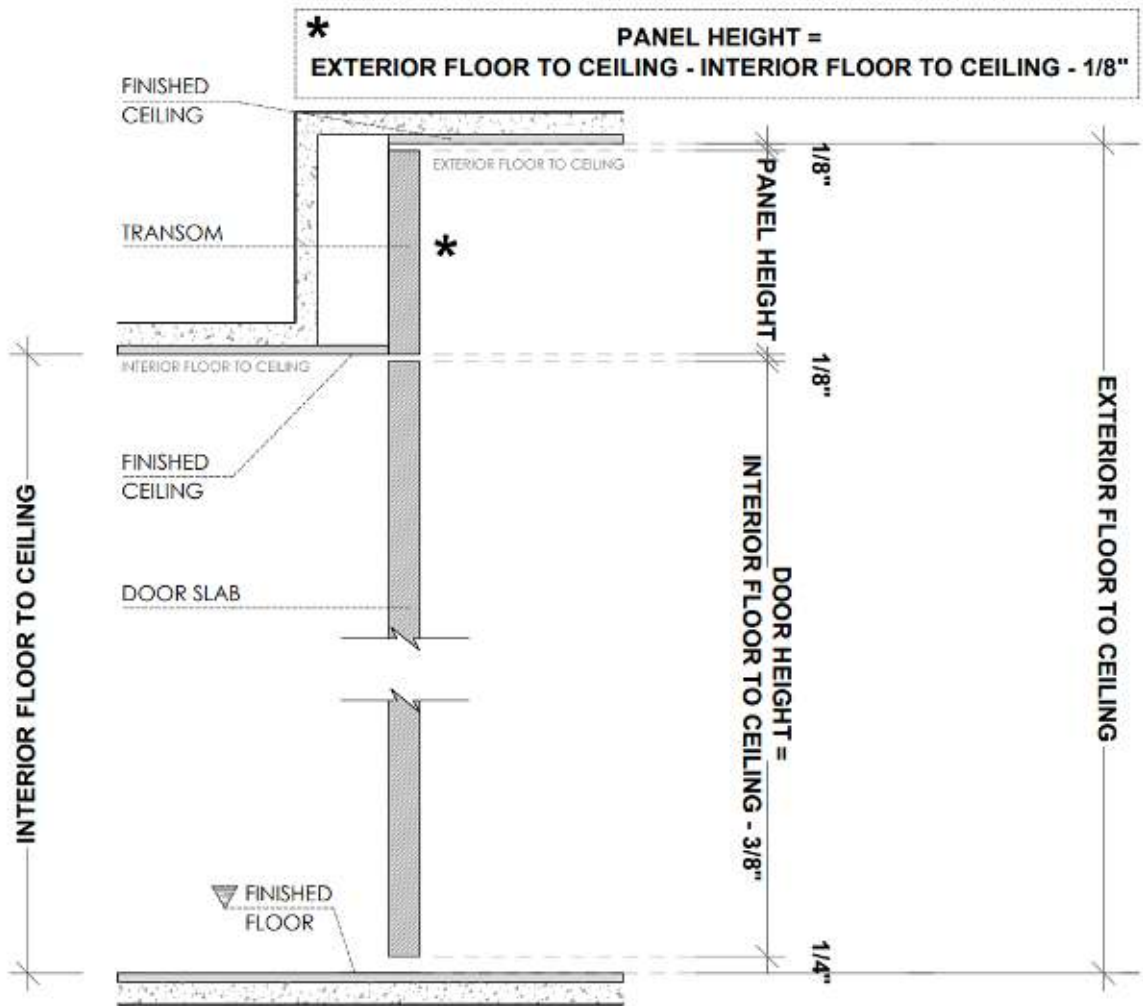 *
PANEL HEIGHT =
EXTERIOR FLOOR TO CEILING - INTERIOR FLOOR TO CEILING - 1/8"
FINISHED
CEILING
EXTERIOR FLOOR TO CEILING
1/8"
PANEL HEIGHT
TRANSOM
*
INTERIOR FLOOR TO CEILING
1/8"
FINISHED
CEILING
INTERIOR FLOOR TO CEILING
DOOR SLAB
DOOR HEIGHT =
INTERIOR FLOOR TO CEILING - 3/8"
EXTERIOR FLOOR TO CEILING
FINISHED
FLOOR
1/4"